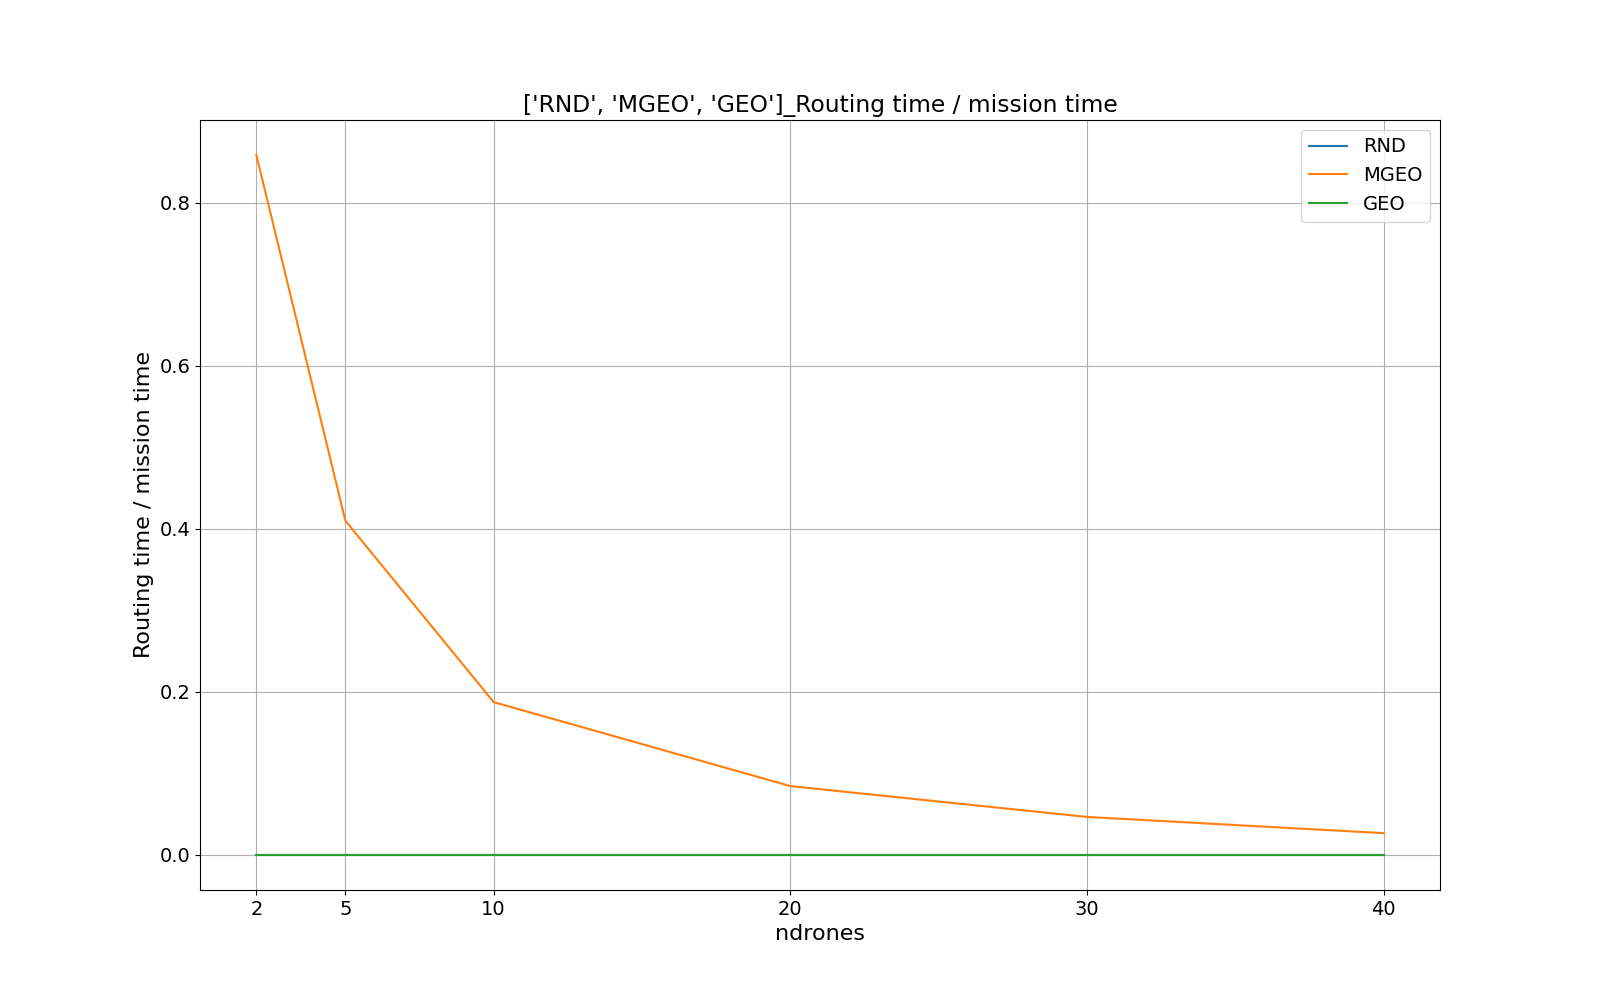 ['RND', 'MGEO', 'GEO']_Routing time / mission time
RND
MGEO
GEO
Routing time / mission time
0.8
0.6
0.4
0.2
0.0
2 5 10 20 30 40
ndrones